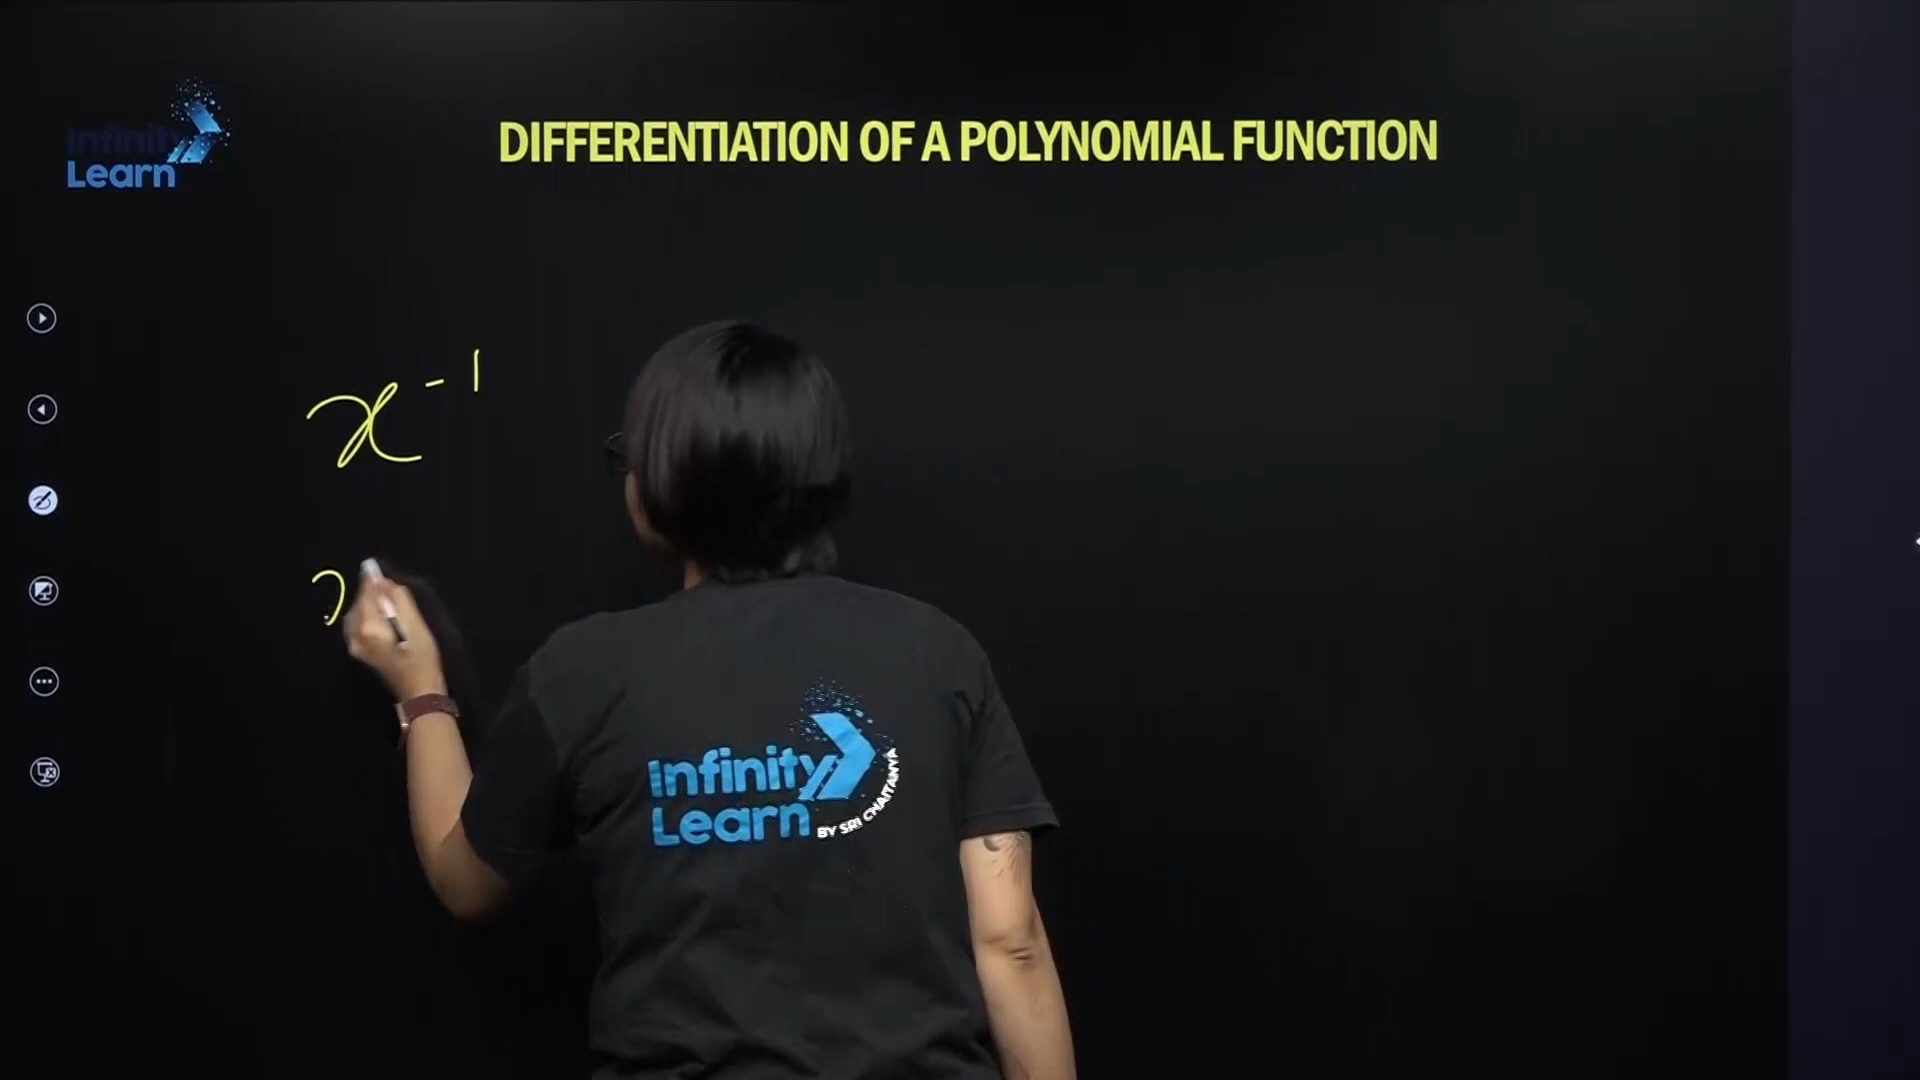 Infinity
Learn
DIFFERENTIATION OF A POLYNOMIAL FUNCTION
x⁻¹
Infinity
Learn
BY SRI CHAITANYA